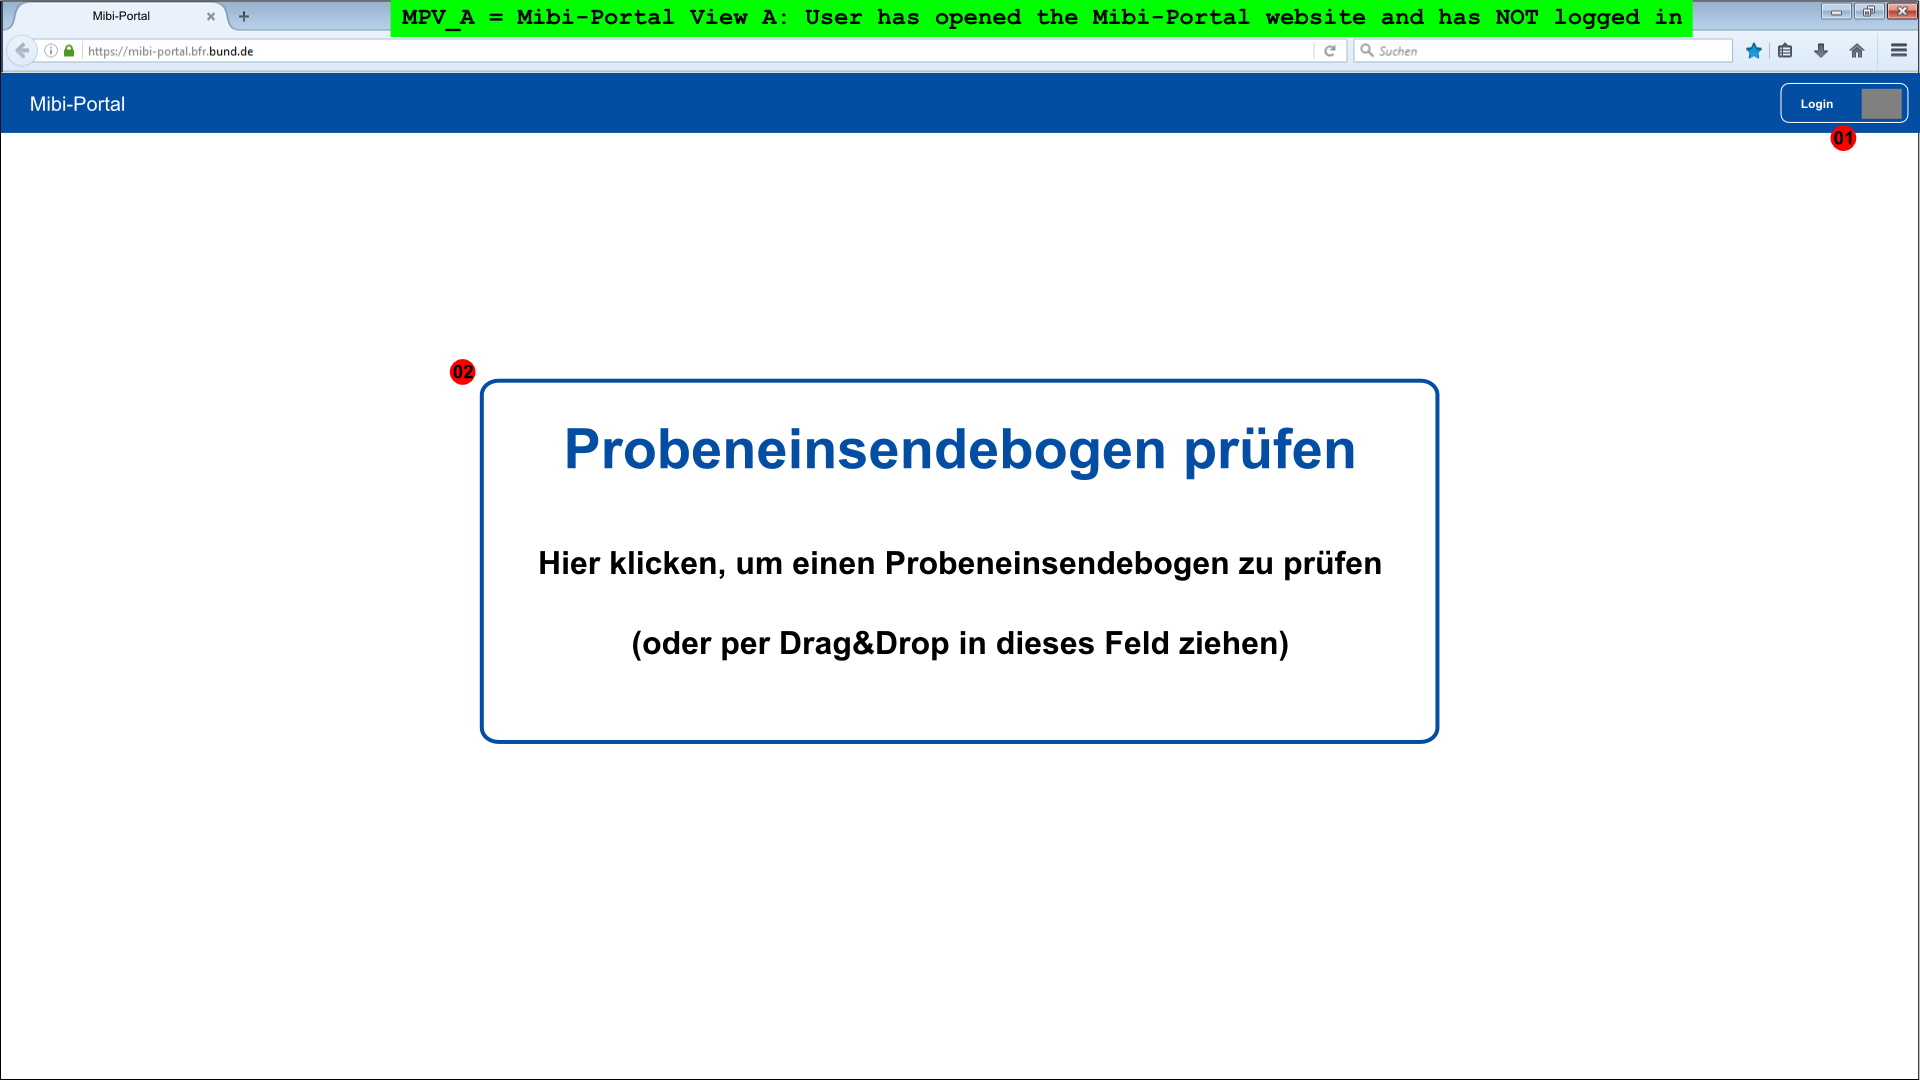 Mibi-Portal
MPV_A = Mibi-Portal View A: User has opened the Mibi-Portal website and has NOT logged in
https://mibi-portal.bfr.bund.de
Suchen
Mibi-Portal
Login
01
02
Probeneinsendebogen prüfen
Hier klicken, um einen Probeneinsendebogen zu prüfen
(oder per Drag&Drop in dieses Feld ziehen)